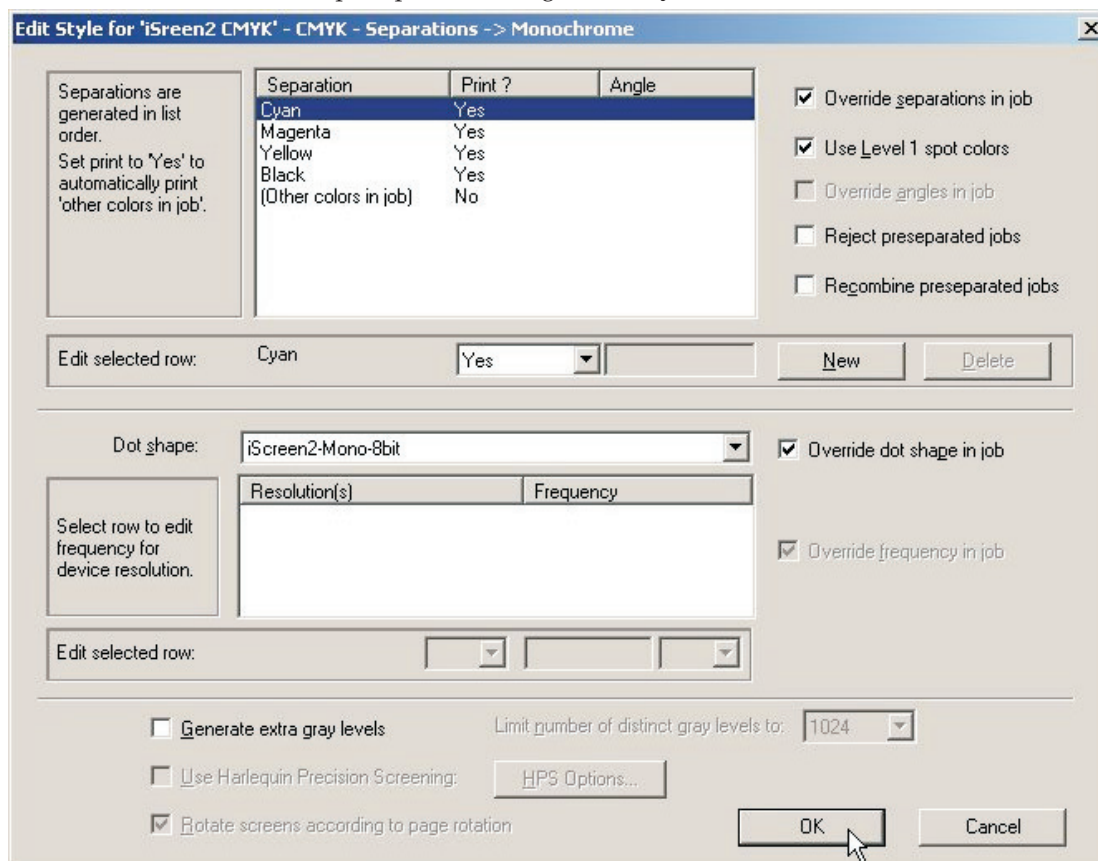 Edit Style for 'iSreen2 CMYK' - CMYK - Separations -> Monochrome
Separations are
generated in list
order.
Set print to 'Yes' to
automatically print
'other colors in job'.
Separation Print ? Angle
Cyan Yes
Magenta Yes
Yellow Yes
Black Yes
(Other colors in job) No
Override separations in job
Use Level 1 spot colors
Override angles in job
Reject preseparated jobs
Recombine preseparated jobs
Edit selected row: Cyan Yes New Delete
Dot shape: iScreen2-Mono-8bit Override dot shape in job
Select row to edit
frequency for
device resolution.
Resolution(s) Frequency
Override frequency in job
Edit selected row:
Generate extra gray levels Limit number of distinct gray levels to: 1024
Use Harlequin Precision Screening: HPS Options...
Rotate screens according to page rotation
OK Cancel